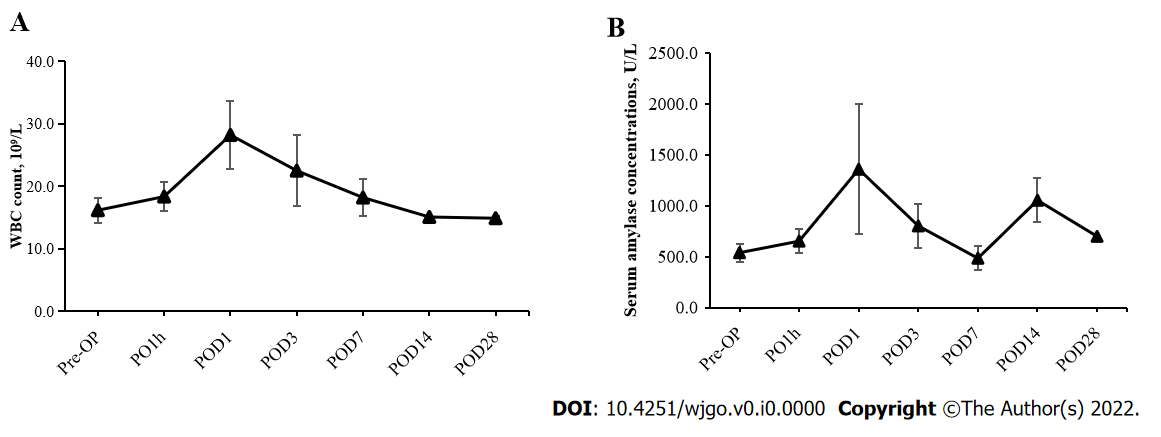 A
WBC count, 10⁹/L
40.0
30.0
20.0
10.0
0.0
Pre-OP
PO1h
POD1
POD3
POD7
POD14
POD28
B
Serum amylase concentrations, U/L
2500.0
2000.0
1500.0
1000.0
500.0
0.0
Pre-OP
PO1h
POD1
POD3
POD7
POD14
POD28
DOI: 10.4251/wjgo.v0.i0.0000 Copyright ©The Author(s) 2022.